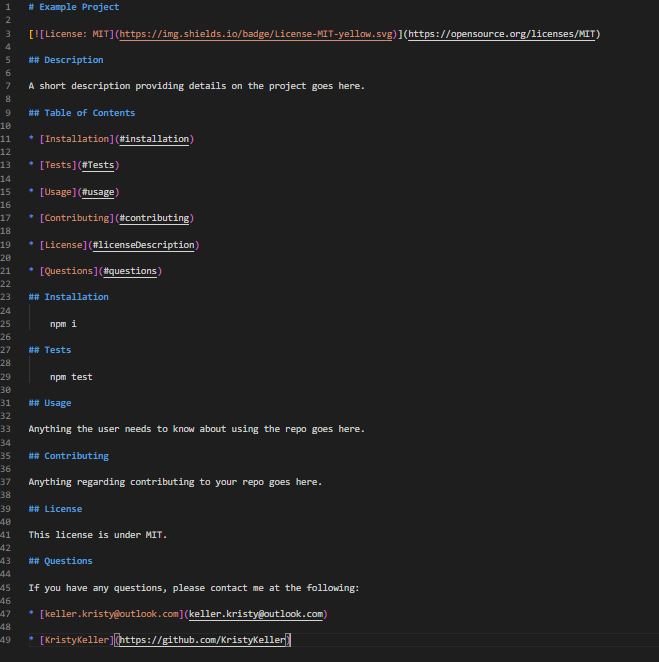 1 # Example Project
2
3 [![License: MIT](https://img.shields.io/badge/License-MIT-yellow.svg)](https://opensource.org/licenses/MIT)
4
5 ## Description
6
7 A short description providing details on the project goes here.
8
9 ## Table of Contents
10
11 * [Installation](#installation)
12
13 * [Tests](#Tests)
14
15 * [Usage](#usage)
16
17 * [Contributing](#contributing)
18
19 * [License](#licenseDescription)
20
21 * [Questions](#questions)
22
23 ## Installation
24
25     npm i
26
27 ## Tests
28
29     npm test
30
31 ## Usage
32
33 Anything the user needs to know about using the repo goes here.
34
35 ## Contributing
36
37 Anything regarding contributing to your repo goes here.
38
39 ## License
40
41 This license is under MIT.
42
43 ## Questions
44
45 If you have any questions, please contact me at the following:
46
47 * [keller.kristy@outlook.com](keller.kristy@outlook.com)
48
49 * [KristyKeller](https://github.com/KristyKeller)